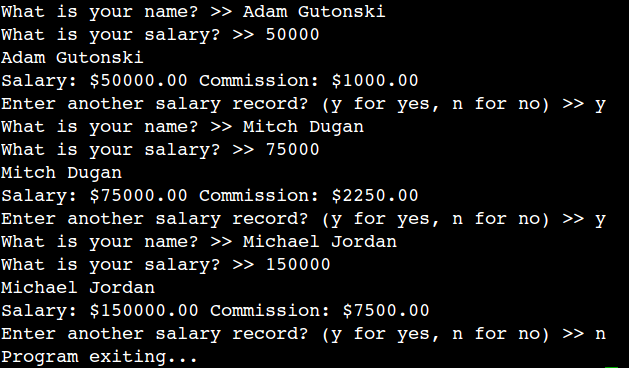 What is your name? >> Adam Gutonski
What is your salary? >> 50000
Adam Gutonski
Salary: $50000.00 Commission: $1000.00
Enter another salary record? (y for yes, n for no) >> y
What is your name? >> Mitch Dugan
What is your salary? >> 75000
Mitch Dugan
Salary: $75000.00 Commission: $2250.00
Enter another salary record? (y for yes, n for no) >> y
What is your name? >> Michael Jordan
What is your salary? >> 150000
Michael Jordan
Salary: $150000.00 Commission: $7500.00
Enter another salary record? (y for yes, n for no) >> n
Program exiting...